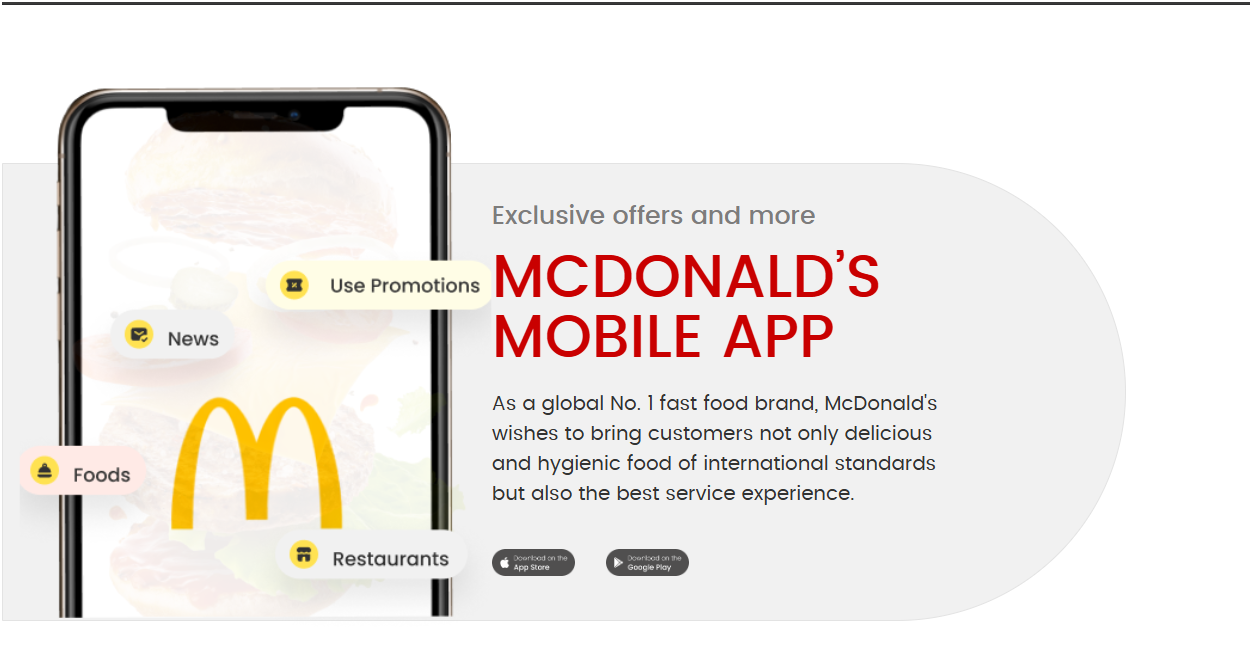 Exclusive offers and more
MCDONALD’S
MOBILE APP
Use Promotions
News
Foods
Restaurants
As a global No. 1 fast food brand, McDonald's
wishes to bring customers not only delicious
and hygienic food of international standards
but also the best service experience.
Download on the
App Store
Download on the
Google Play